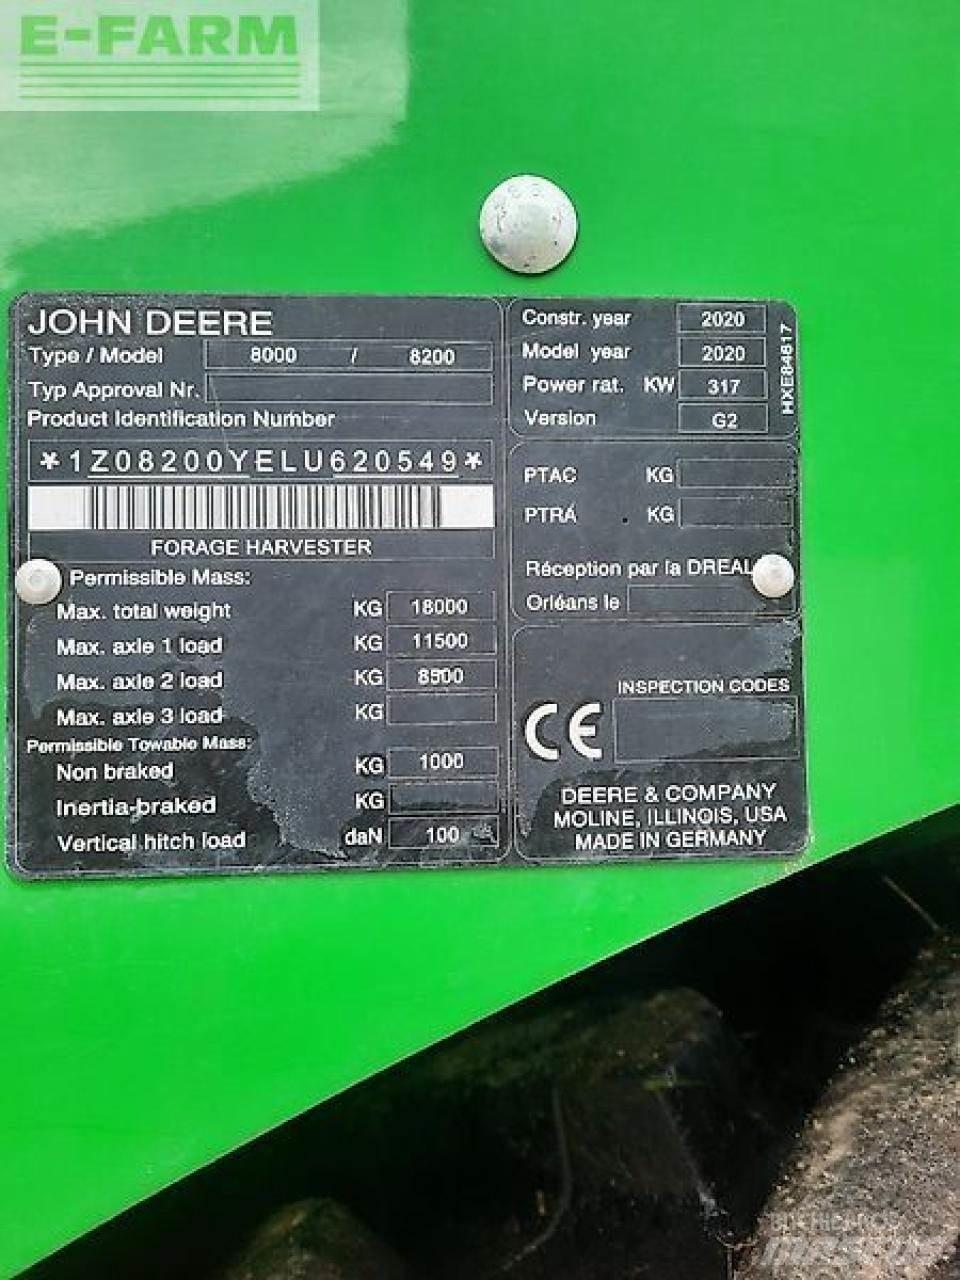 E-FARM
JOHN DEERE
Type / Model 8000 / 8200
Typ Approval Nr.
Product Identification Number
*1Z08200YELU620549*
FORAGE HARVESTER
Permissible Mass:
Max. total weight KG 18000
Max. axle 1 load KG 11500
Max. axle 2 load KG 8900
Max. axle 3 load KG
Permissible Towable Mass:
Non braked KG 1000
Inertia-braked KG
Vertical hitch load daN 100
Constr. year 2020
Model year 2020
Power rat. KW 317
Version G2
HXE84617
PTAC KG
PTRA KG
Réception par la DREAL
Orléans le
INSPECTION CODES
CE
DEERE & COMPANY
MOLINE, ILLINOIS, USA
MADE IN GERMANY